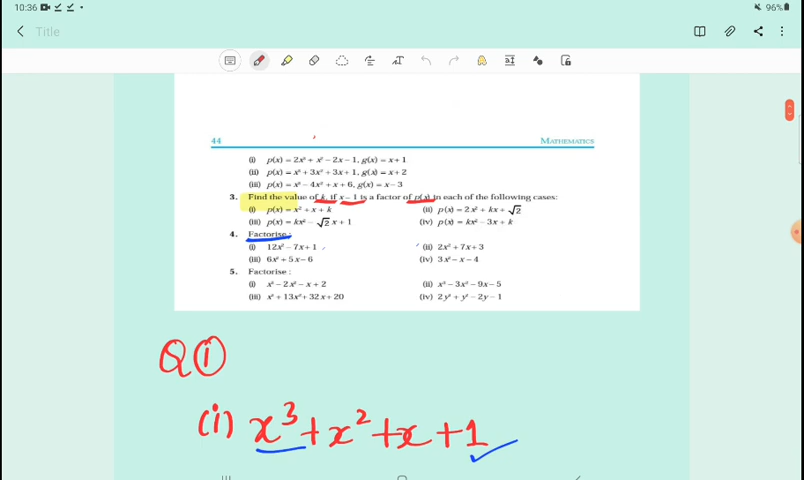 10:36
96%
Title
44 MATHEMATICS
(i) p(x) = 2x³ + x² – 2x – 1, g(x) = x + 1
(ii) p(x) = x³ + 3x² + 3x + 1, g(x) = x + 2
(iii) p(x) = x³ – 4x² + x + 6, g(x) = x – 3
3. Find the value of k, if x – 1 is a factor of p(x) in each of the following cases:
(i) p(x) = x² + x + k (ii) p(x) = 2x² + kx + √2
(iii) p(x) = kx² – √2 x + 1 (iv) p(x) = kx² – 3x + k
4. Factorise :
(i) 12x² – 7x + 1 (ii) 2x² + 7x + 3
(iii) 6x² + 5x – 6 (iv) 3x² – x – 4
5. Factorise :
(i) x³ – 2x² – x + 2 (ii) x³ – 3x² – 9x – 5
(iii) x³ + 13x² + 32x + 20 (iv) 2y³ + y² – 2y – 1
Q①
(i) x³ + x² + x + 1